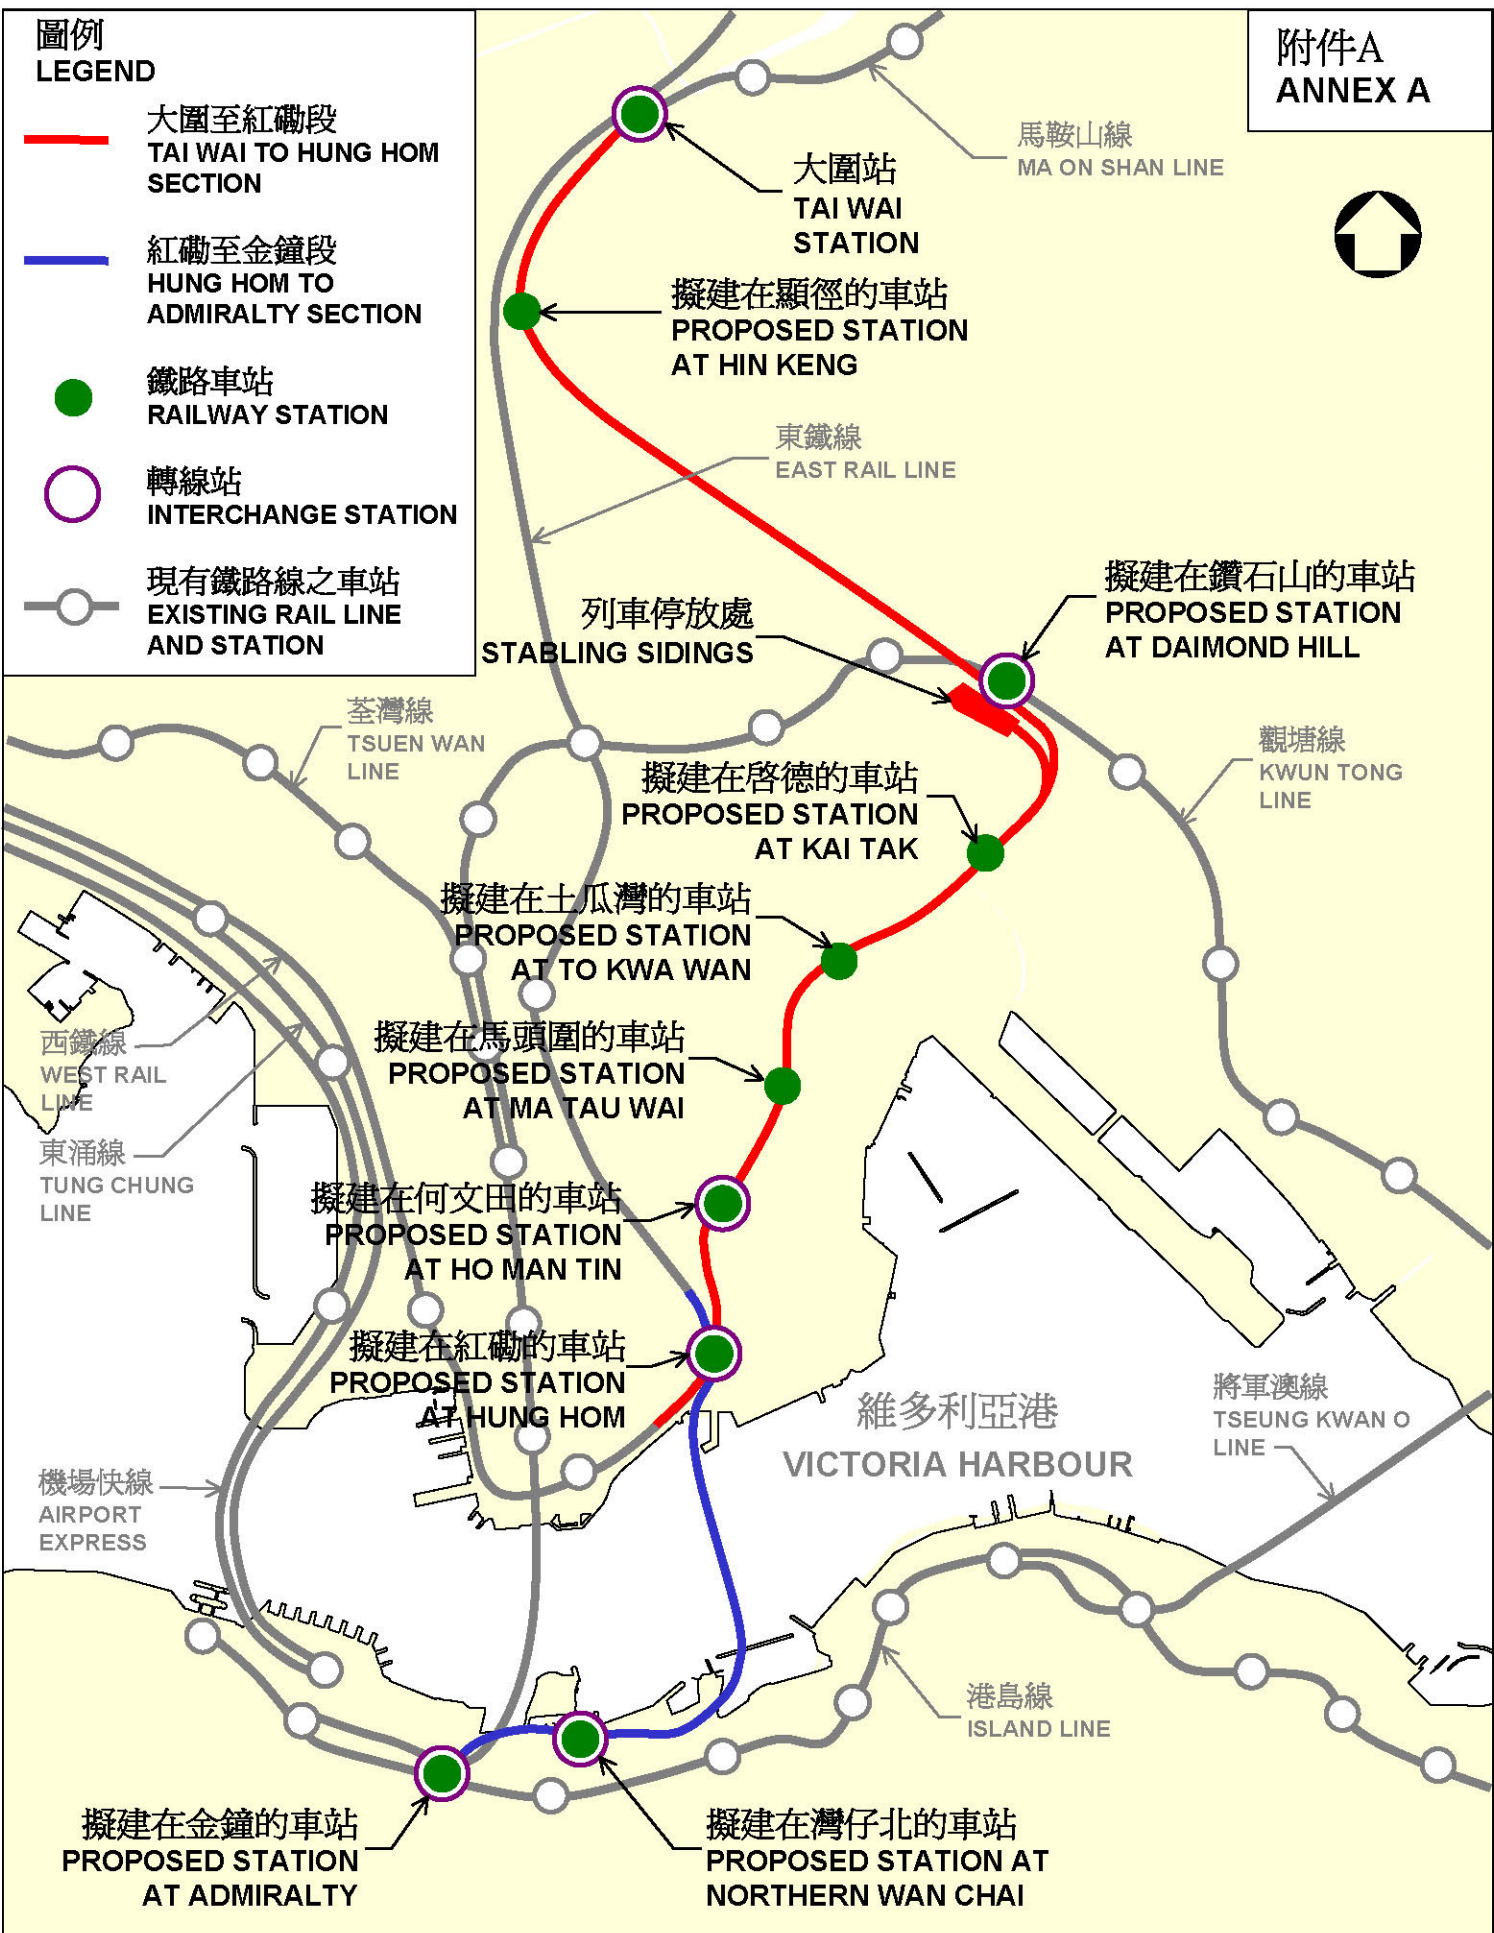 圖例
LEGEND
大圍至紅磡段
TAI WAI TO HUNG HOM
SECTION
紅磡至金鐘段
HUNG HOM TO
ADMIRALTY SECTION
鐵路車站
RAILWAY STATION
轉線站
INTERCHANGE STATION
現有鐵路線之車站
EXISTING RAIL LINE
AND STATION
附件A
ANNEX A
馬鞍山線
MA ON SHAN LINE
大圍站
TAI WAI
STATION
擬建在顯徑的車站
PROPOSED STATION
AT HIN KENG
東鐵線
EAST RAIL LINE
擬建在鑽石山的車站
PROPOSED STATION
AT DAIMOND HILL
列車停放處
STABLING SIDINGS
荃灣線
TSUEN WAN
LINE
觀塘線
KWUN TONG
LINE
擬建在啓德的車站
PROPOSED STATION
AT KAI TAK
擬建在土瓜灣的車站
PROPOSED STATION
AT TO KWA WAN
擬建在馬頭圍的車站
PROPOSED STATION
AT MA TAU WAI
西鐵線
WEST RAIL
LINE
東涌線
TUNG CHUNG
LINE
擬建在何文田的車站
PROPOSED STATION
AT HO MAN TIN
擬建在紅磡的車站
PROPOSED STATION
AT HUNG HOM
維多利亞港
VICTORIA HARBOUR
將軍澳線
TSEUNG KWAN O
LINE
機場快線
AIRPORT
EXPRESS
港島線
ISLAND LINE
擬建在金鐘的車站
PROPOSED STATION
AT ADMIRALTY
擬建在灣仔北的車站
PROPOSED STATION AT
NORTHERN WAN CHAI